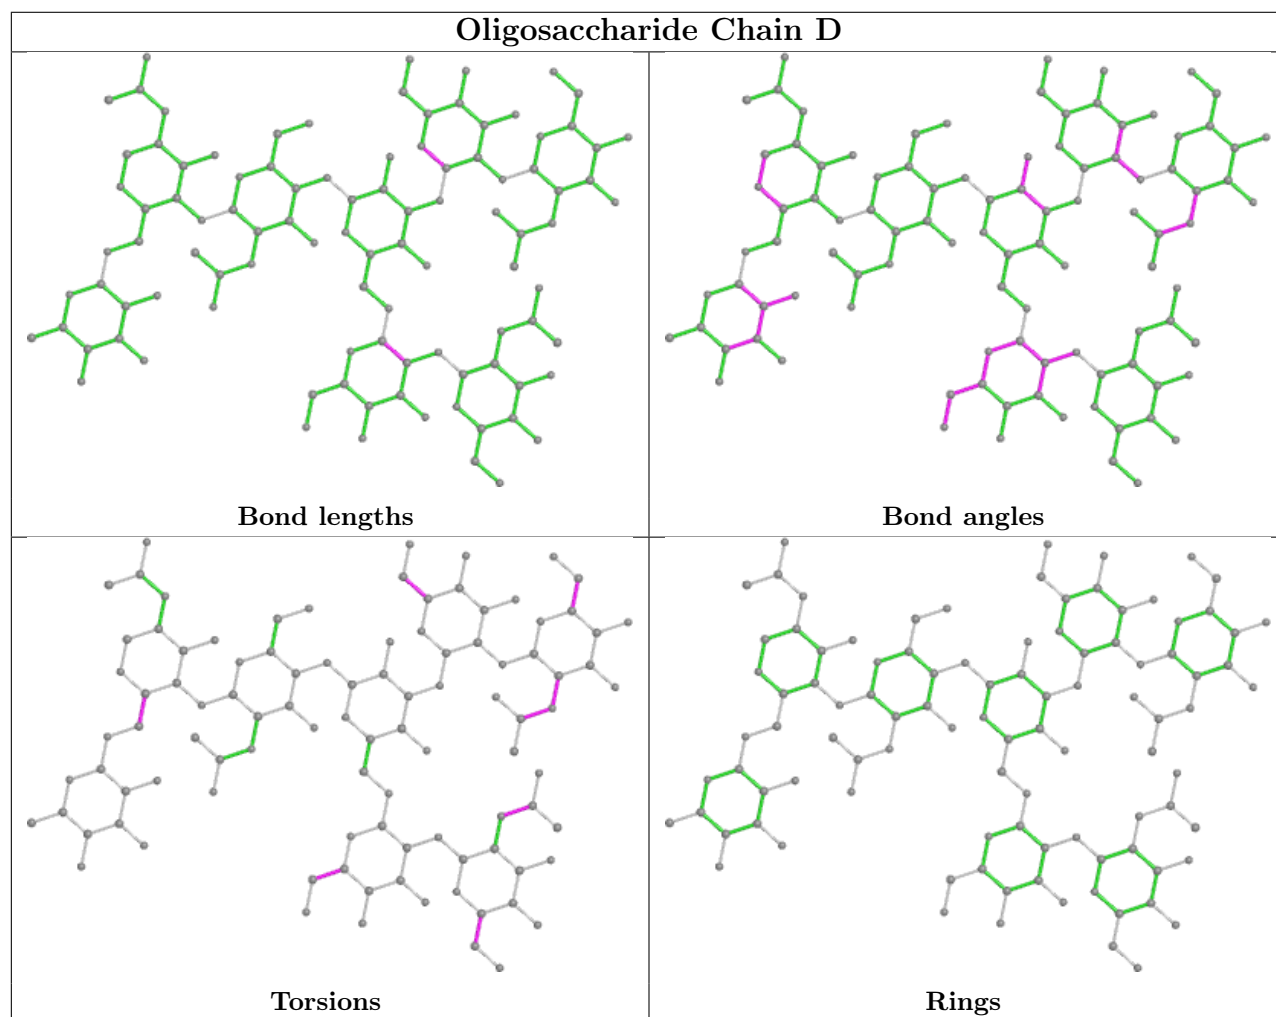 Oligosaccharide Chain D
Bond lengths
Bond angles
Torsions
Rings